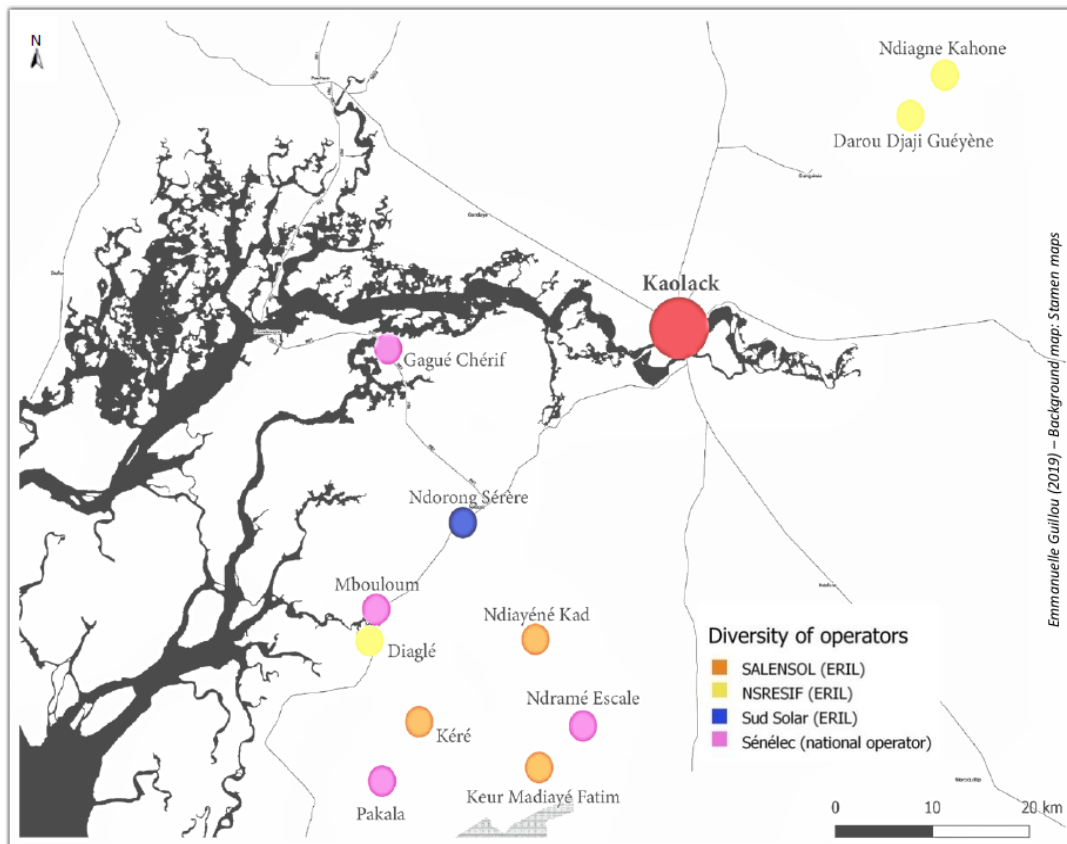 N
Ndiagne Kahone
Darou Djaji Guéyène
Kaolack
Gagué Chérif
Ndorong Sérère
Mbouloum
Diaglé
Ndiayéné Kad
Ndramé Escale
Kéré
Keur Madiayé Fatim
Pakala
Diversity of operators
SALENSOL (ERIL)
NSRESIF (ERIL)
Sud Solar (ERIL)
Sénélec (national operator)
0 10 20 km
Emmanuelle Guillou (2019) – Background map: Stamen maps